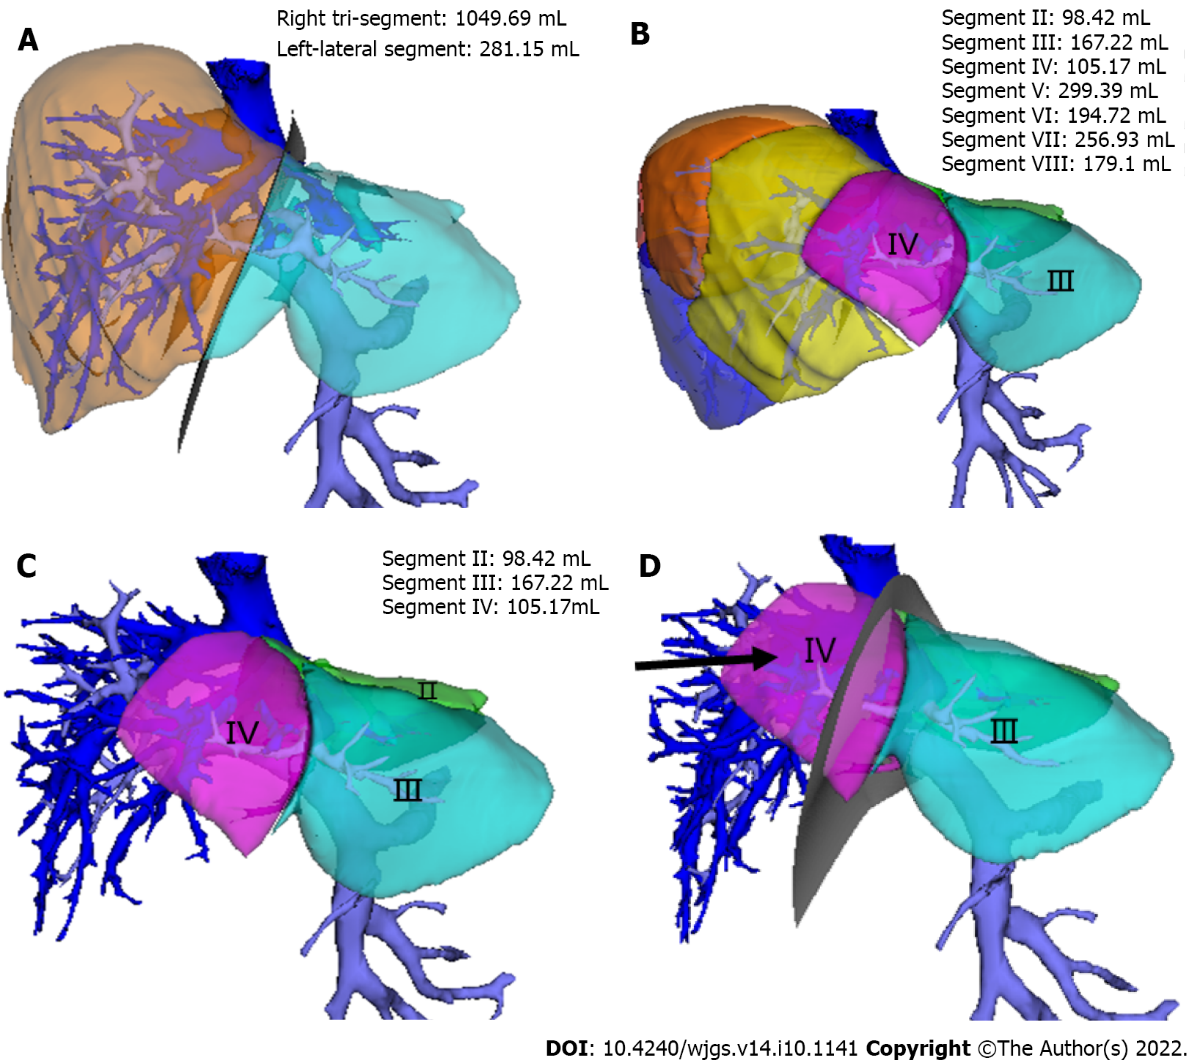 A
Right tri-segment: 1049.69 mL
Left-lateral segment: 281.15 mL
B
Segment II: 98.42 mL
Segment III: 167.22 mL
Segment IV: 105.17 mL
Segment V: 299.39 mL
Segment VI: 194.72 mL
Segment VII: 256.93 mL
Segment VIII: 179.1 mL
IV
III
C
Segment II: 98.42 mL
Segment III: 167.22 mL
Segment IV: 105.17mL
II
IV
III
D
IV
III
DOI: 10.4240/wjgs.v14.i10.1141 Copyright ©The Author(s) 2022.